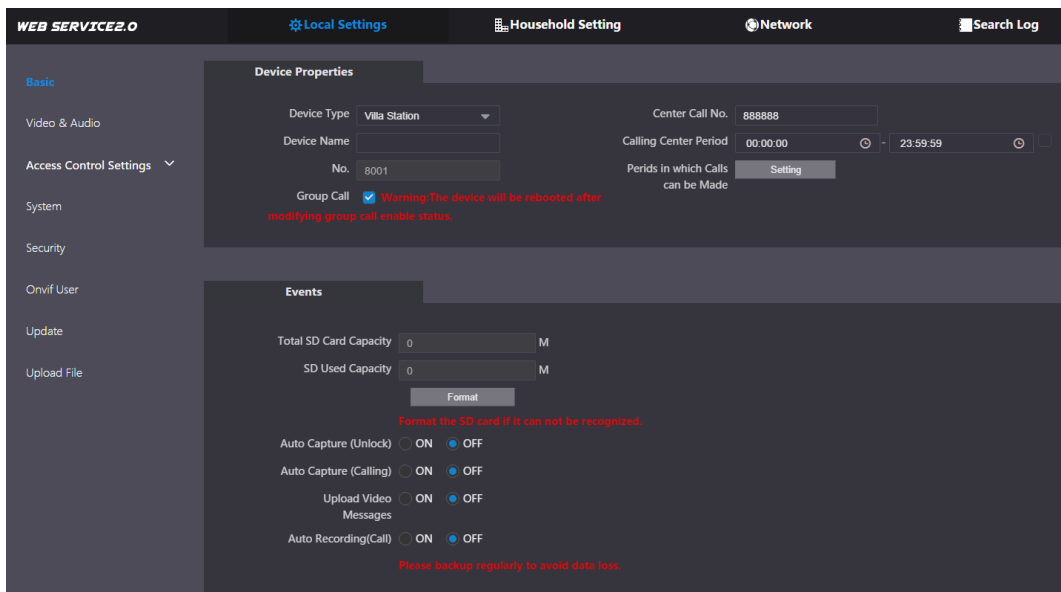 WEB SERVICE2.0
Local Settings
Household Setting
Network
Search Log
Basic
Video & Audio
Access Control Settings
System
Security
Onvif User
Update
Upload File
Device Properties
Device Type Villa Station
Device Name
No. 8001
Group Call Warning:The device will be rebooted after
modifying group call enable status.
Center Call No. 888888
Calling Center Period 00:00:00 - 23:59:59
Perids in which Calls Setting
can be Made
Events
Total SD Card Capacity 0 M
SD Used Capacity 0 M
Format
Format the SD card if it can not be recognized.
Auto Capture (Unlock) ON OFF
Auto Capture (Calling) ON OFF
Upload Video ON OFF
Messages
Auto Recording(Call) ON OFF
Please backup regularly to avoid data loss.